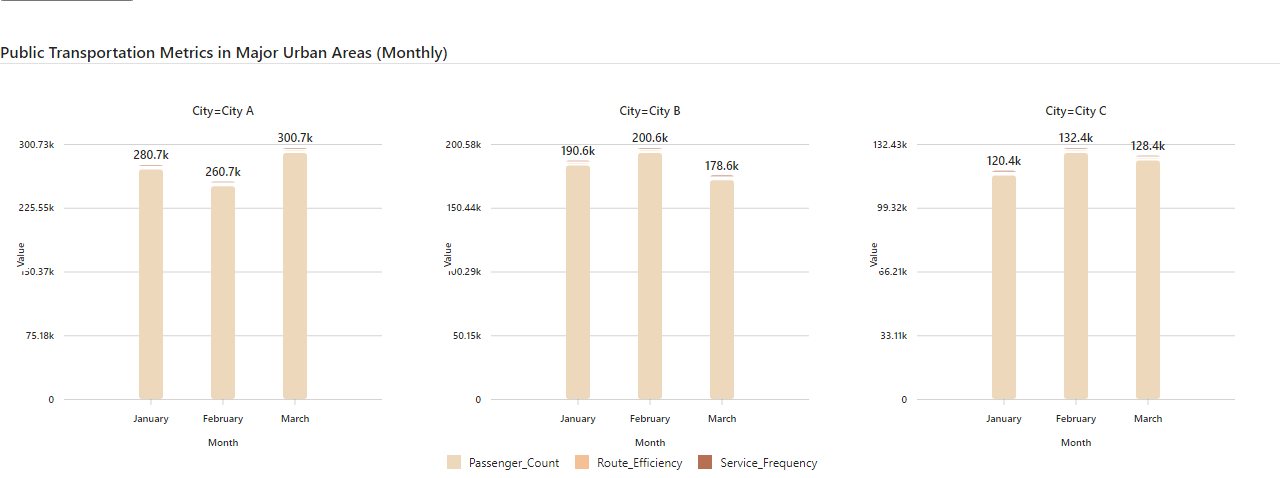 Public Transportation Metrics in Major Urban Areas (Monthly)
City=City A
300.73k
225.55k
75.18k
0
Value
280.7k
260.7k
300.7k
January
February
March
Month
City=City B
200.58k
150.44k
50.15k
0
Value
190.6k
200.6k
178.6k
January
February
March
Month
City=City C
132.43k
99.32k
33.11k
0
Value
120.4k
132.4k
128.4k
January
February
March
Month
Passenger_Count
Route_Efficiency
Service_Frequency